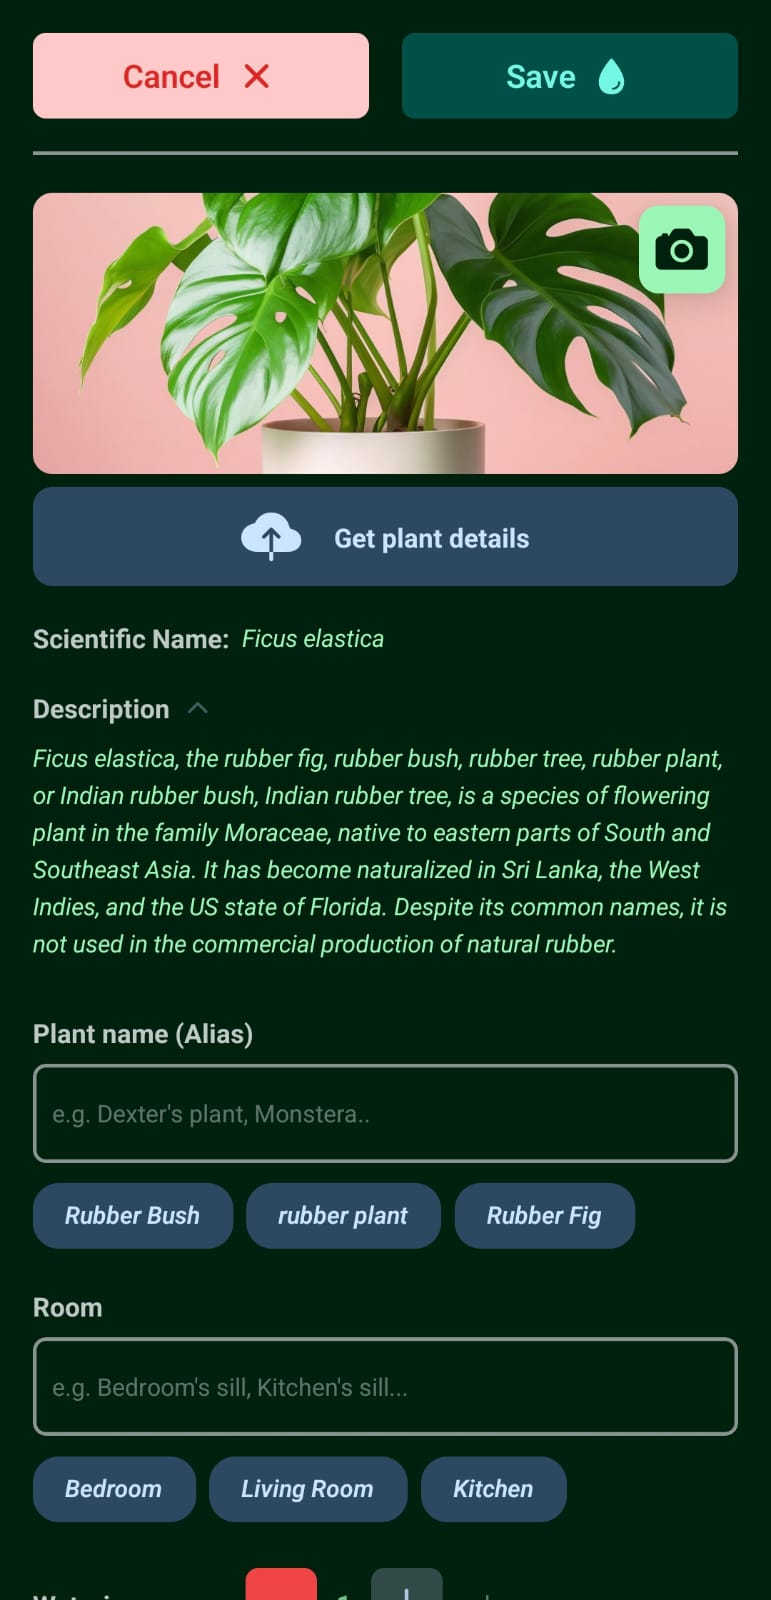 Cancel
Save
Get plant details
Scientific Name: Ficus elastica
Description
Ficus elastica, the rubber fig, rubber bush, rubber tree, rubber plant,
or Indian rubber bush, Indian rubber tree, is a species of flowering
plant in the family Moraceae, native to eastern parts of South and
Southeast Asia. It has become naturalized in Sri Lanka, the West
Indies, and the US state of Florida. Despite its common names, it is
not used in the commercial production of natural rubber.
Plant name (Alias)
e.g. Dexter's plant, Monstera..
Rubber Bush
rubber plant
Rubber Fig
Room
e.g. Bedroom's sill, Kitchen's sill...
Bedroom
Living Room
Kitchen